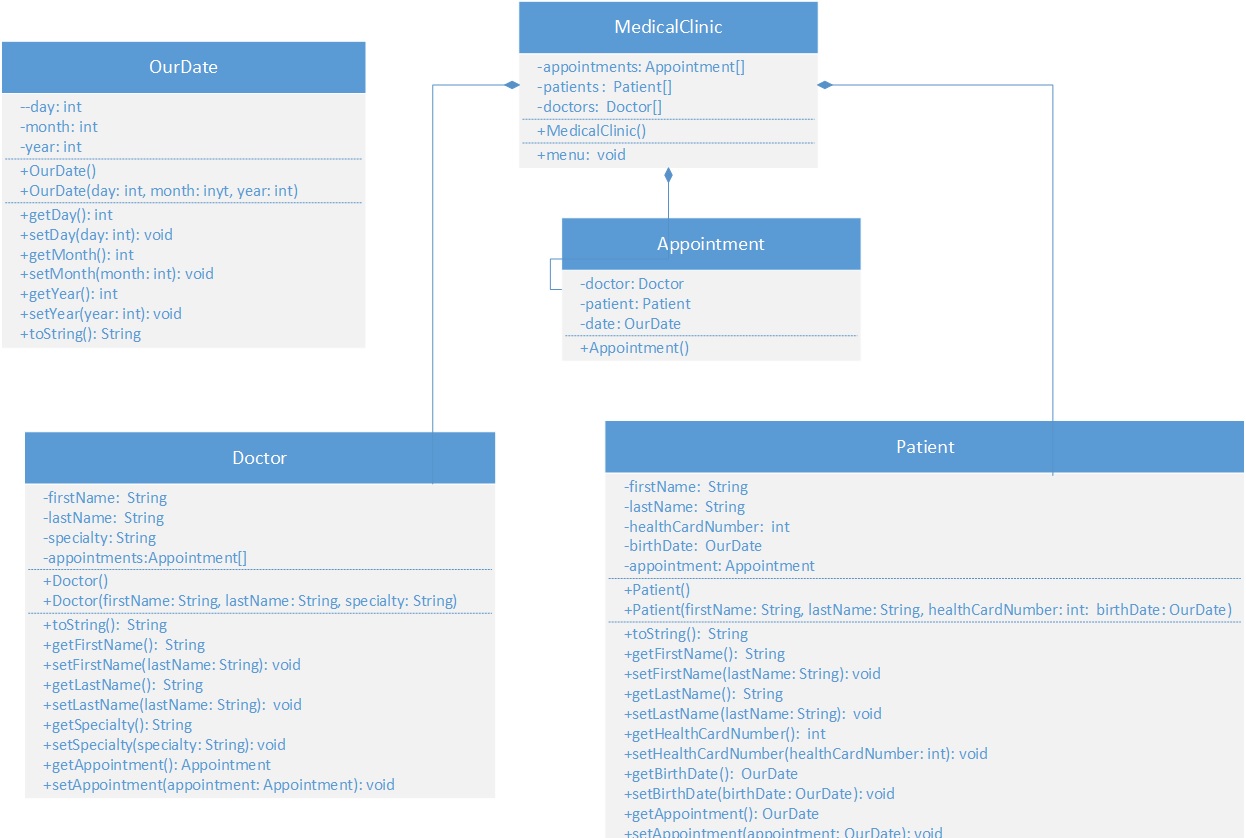 MedicalClinic
-appointments: Appointment[]
-patients : Patient[]
-doctors: Doctor[]
+MedicalClinic()
+menu: void
OurDate
--day: int
-month: int
-year: int
+OurDate()
+OurDate(day: int, month: inyt, year: int)
+getDay(): int
+setDay(day: int): void
+getMonth(): int
+setMonth(month: int): void
+getYear(): int
+setYear(year: int): void
+toString(): String
Appointment
-doctor: Doctor
-patient: Patient
-date: OurDate
+Appointment()
Doctor
-firstName: String
-lastName: String
-specialty: String
-appointments:Appointment[]
+Doctor()
+Doctor(firstName: String, lastName: String, specialty: String)
+toString(): String
+getFirstName(): String
+setFirstName(lastName: String): void
+getLastName(): String
+setLastName(lastName: String): void
+getSpecialty(): String
+setSpecialty(specialty: String): void
+getAppointment(): Appointment
+setAppointment(appointment: Appointment): void
Patient
-firstName: String
-lastName: String
-healthCardNumber: int
-birthDate: OurDate
-appointment: Appointment
+Patient()
+Patient(firstName: String, lastName: String, healthCardNumber: int: birthDate: OurDate)
+toString(): String
+getFirstName(): String
+setFirstName(lastName: String): void
+getLastName(): String
+setLastName(lastName: String): void
+getHealthCardNumber(): int
+setHealthCardNumber(healthCardNumber: int): void
+getBirthDate(): OurDate
+setBirthDate(birthDate: OurDate): void
+getAppointment(): OurDate
+setAppointment(appointment: OurDate): void